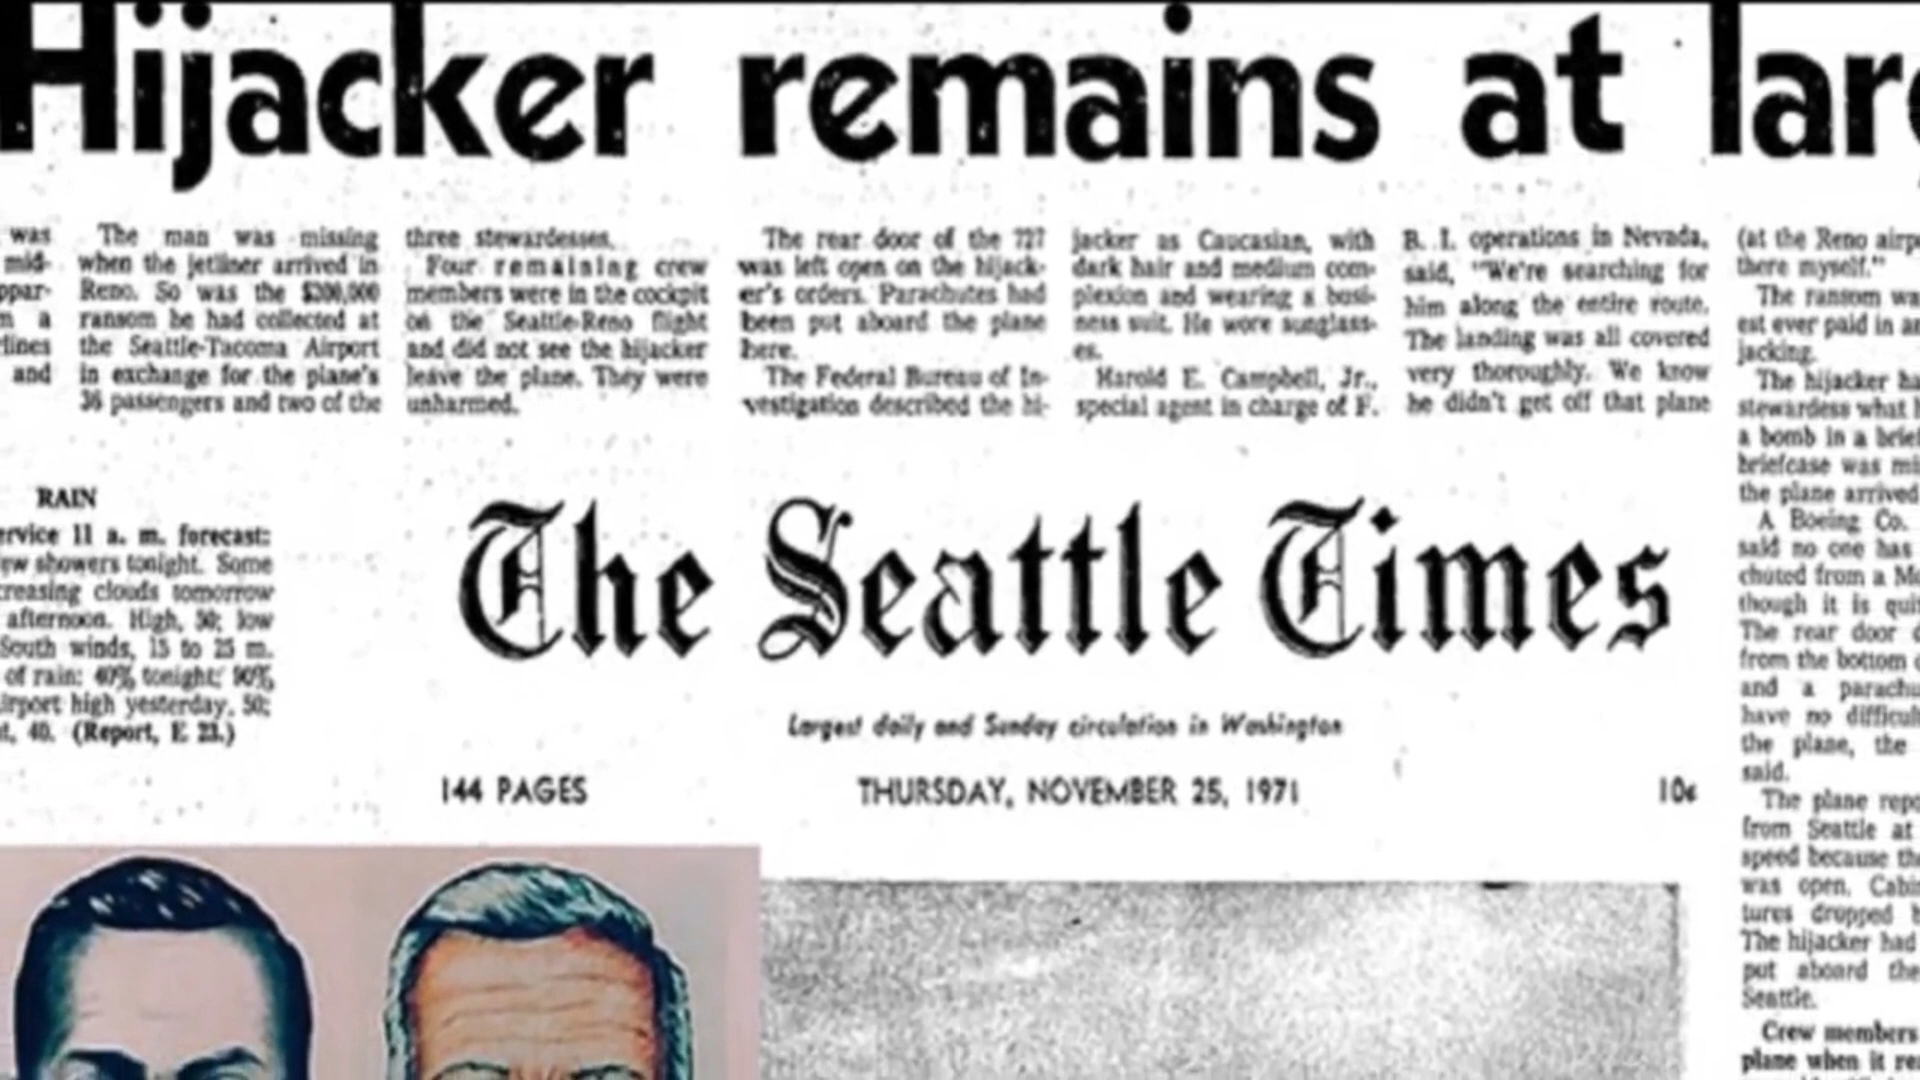 Hijacker remains at larg
was
mid-
ppar-
m a
rlines
and
The man was missing
when the jetliner arrived in
Reno. So was the $200,000
ransom he had collected at
the Seattle-Tacoma Airport
in exchange for the plane's
36 passengers and two of the
three stewardesses.
Four remaining crew
members were in the cockpit
on the Seattle-Reno flight
and did not see the hijacker
leave the plane. They were
unharmed.
The rear door of the 727
was left open on the hijack-
er's orders. Parachutes had
been put aboard the plane
here.
The Federal Bureau of In-
vestigation described the hi-
jacker as Caucasian, with
dark hair and medium com-
plexion and wearing a busi-
ness suit. He wore sunglass-
es.
Harold E. Campbell, Jr.,
special agent in charge of F.
B. I. operations in Nevada,
said, "We're searching for
him along the entire route.
The landing was all covered
very thoroughly. We know
he didn't get off that plane
(at the Reno airp
there myself."
The ransom wa
est ever paid in an
jacking.
The hijacker ha
stewardess what h
a bomb in a brief
briefcase was mi
the plane arrived
A Boeing Co.
said no one has
chuted from a Mo
though it is quit
The rear door d
from the bottom o
and a parachu
have no difficult
the plane, the
said.
The plane repo
from Seattle at
speed because the
was open. Cabin
tures dropped b
The hijacker had
put aboard the
Seattle.
Crew members
plane when it re
RAIN
ervice 11 a. m. forecast:
ew showers tonight. Some
creasing clouds tomorrow
afternoon. High, 50; low
South winds, 15 to 25 m.
of rain: 40% tonight; 90%
irport high yesterday, 50;
t, 40. (Report, E 23.)
The Seattle Times
Largest daily and Sunday circulation in Washington
144 PAGES THURSDAY, NOVEMBER 25, 1971 10¢